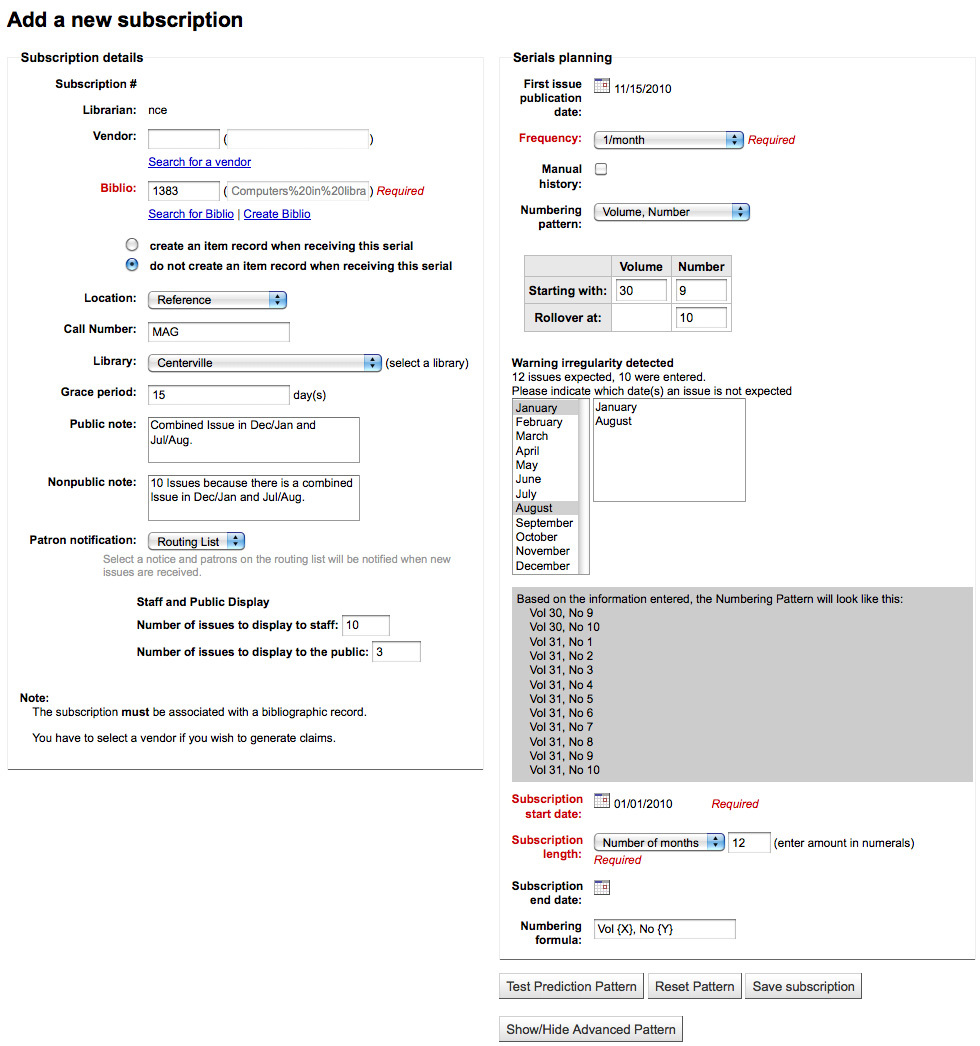 Add a new subscription
Subscription details
Subscription #
Librarian: nce
Vendor: ( )
Search for a vendor
Biblio: 1383 ( Computers%20in%20libra ) Required
Search for Biblio | Create Biblio
create an item record when receiving this serial
do not create an item record when receiving this serial
Location: Reference
Call Number: MAG
Library: Centerville (select a library)
Grace period: 15 day(s)
Public note: Combined Issue in Dec/Jan and
Jul/Aug.
Nonpublic note: 10 Issues because there is a combined
Issue in Dec/Jan and Jul/Aug.
Patron notification: Routing List
Select a notice and patrons on the routing list will be notified when new
issues are received.
Staff and Public Display
Number of issues to display to staff: 10
Number of issues to display to the public: 3
Note:
The subscription must be associated with a bibliographic record.
You have to select a vendor if you wish to generate claims.
Serials planning
First issue
publication
date:
11/15/2010
Frequency: 1/month Required
Manual
history:
Numbering
pattern:
Volume, Number
Volume Number
Starting with: 30 9
Rollover at: 10
Warning irregularity detected
12 issues expected, 10 were entered.
Please indicate which date(s) an issue is not expected
January
February
March
April
May
June
July
August
September
October
November
December
January
August
Based on the information entered, the Numbering Pattern will look like this:
Vol 30, No 9
Vol 30, No 10
Vol 31, No 1
Vol 31, No 2
Vol 31, No 3
Vol 31, No 4
Vol 31, No 5
Vol 31, No 6
Vol 31, No 7
Vol 31, No 8
Vol 31, No 9
Vol 31, No 10
Subscription
start date:
01/01/2010 Required
Subscription
length:
Number of months 12 (enter amount in numerals)
Required
Subscription
end date:
Numbering
formula:
Vol {X}, No {Y}
Test Prediction Pattern Reset Pattern Save subscription
Show/Hide Advanced Pattern